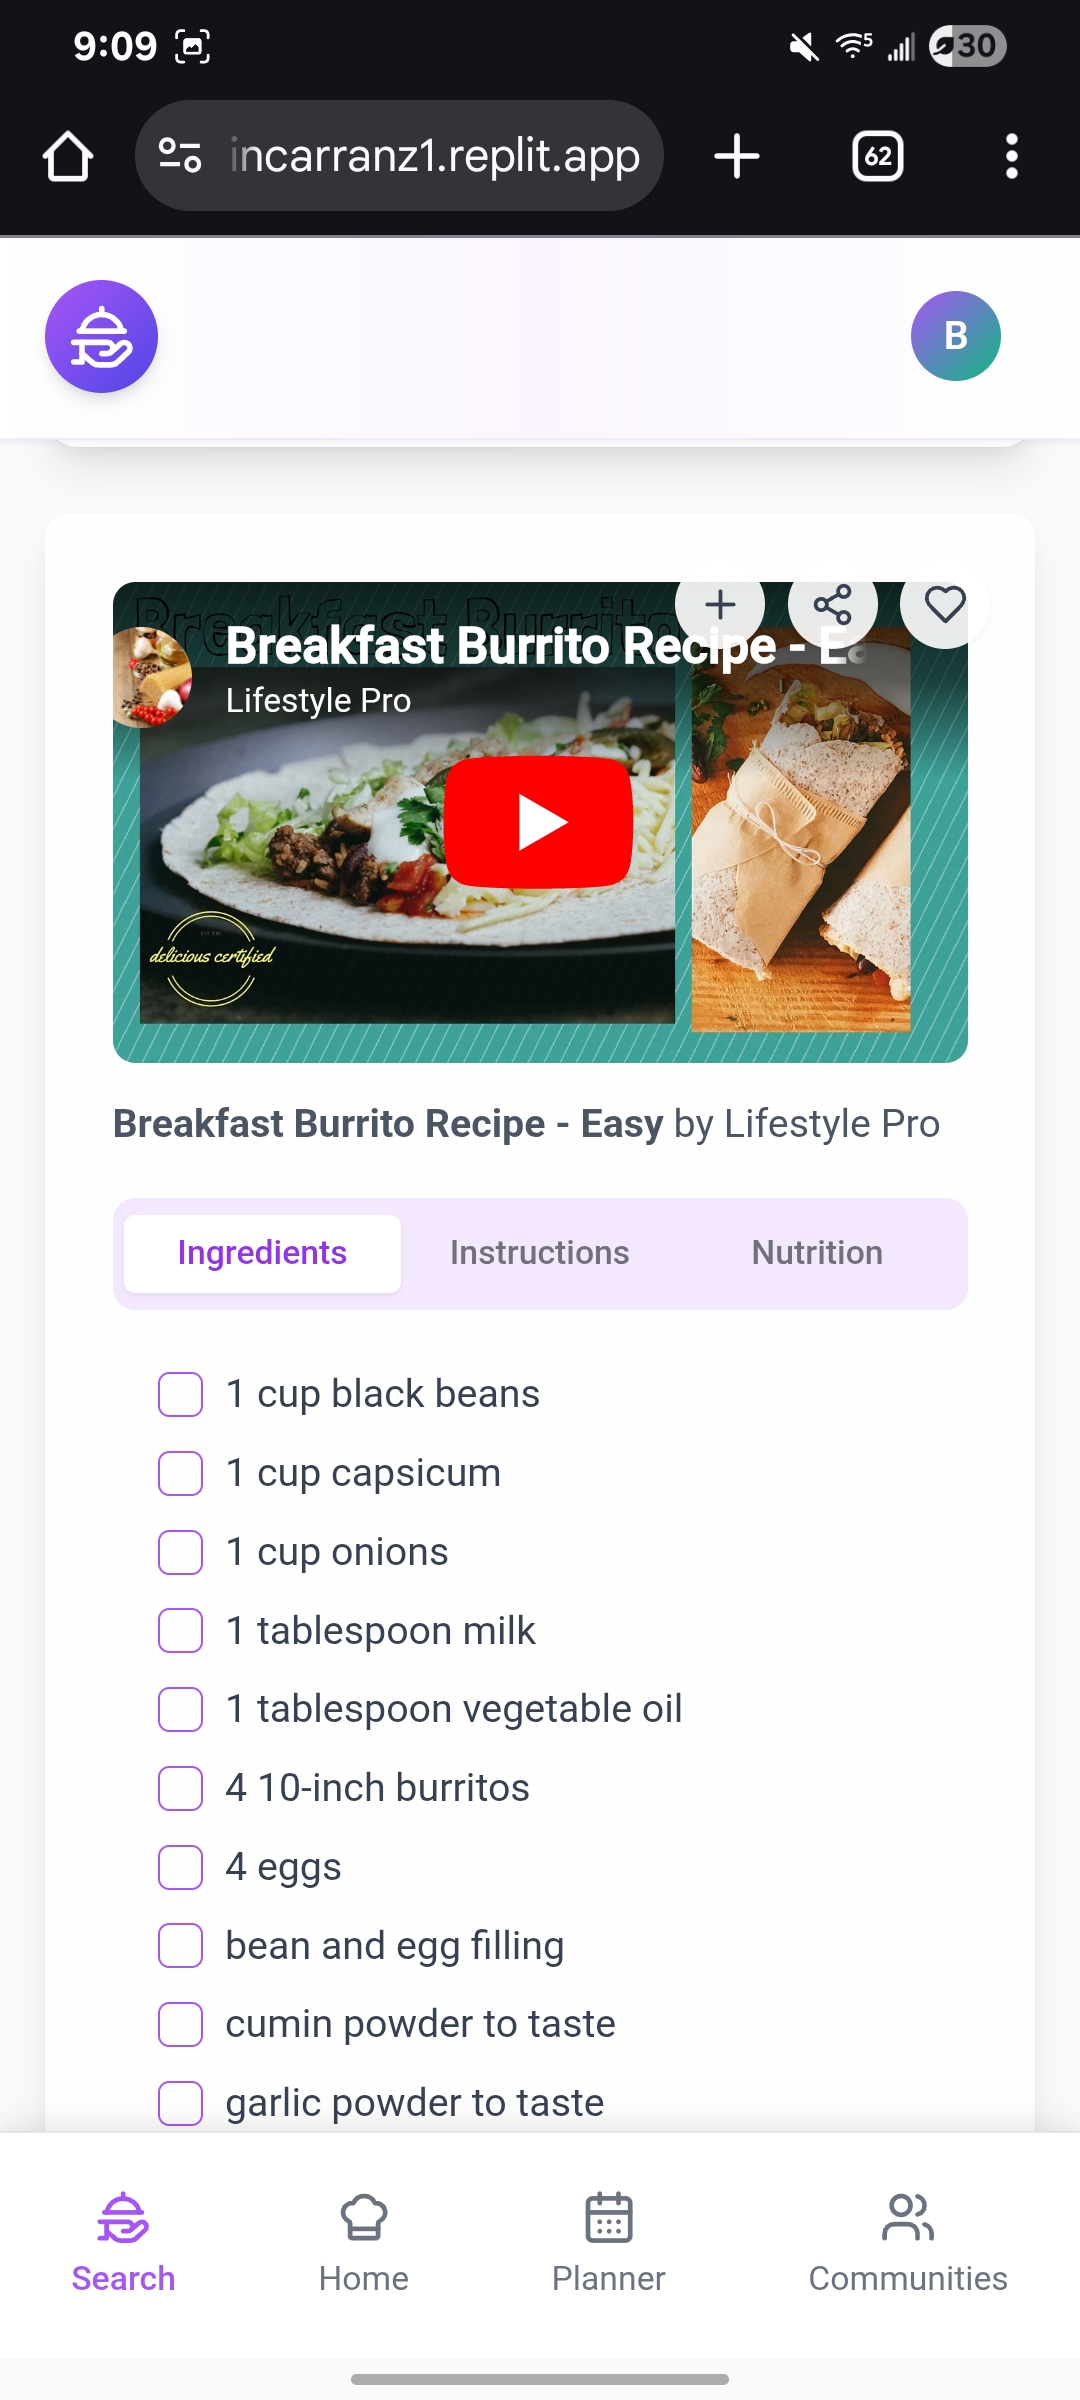 9:09
5
30
incarranz1.replit.app
62
B
Breakfast Burrito
Breakfast Burrito Recipe - Ea
Lifestyle Pro
delicious certified
Breakfast Burrito Recipe - Easy by Lifestyle Pro
Ingredients Instructions Nutrition
1 cup black beans
1 cup capsicum
1 cup onions
1 tablespoon milk
1 tablespoon vegetable oil
4 10-inch burritos
4 eggs
bean and egg filling
cumin powder to taste
garlic powder to taste
Search Home Planner Communities